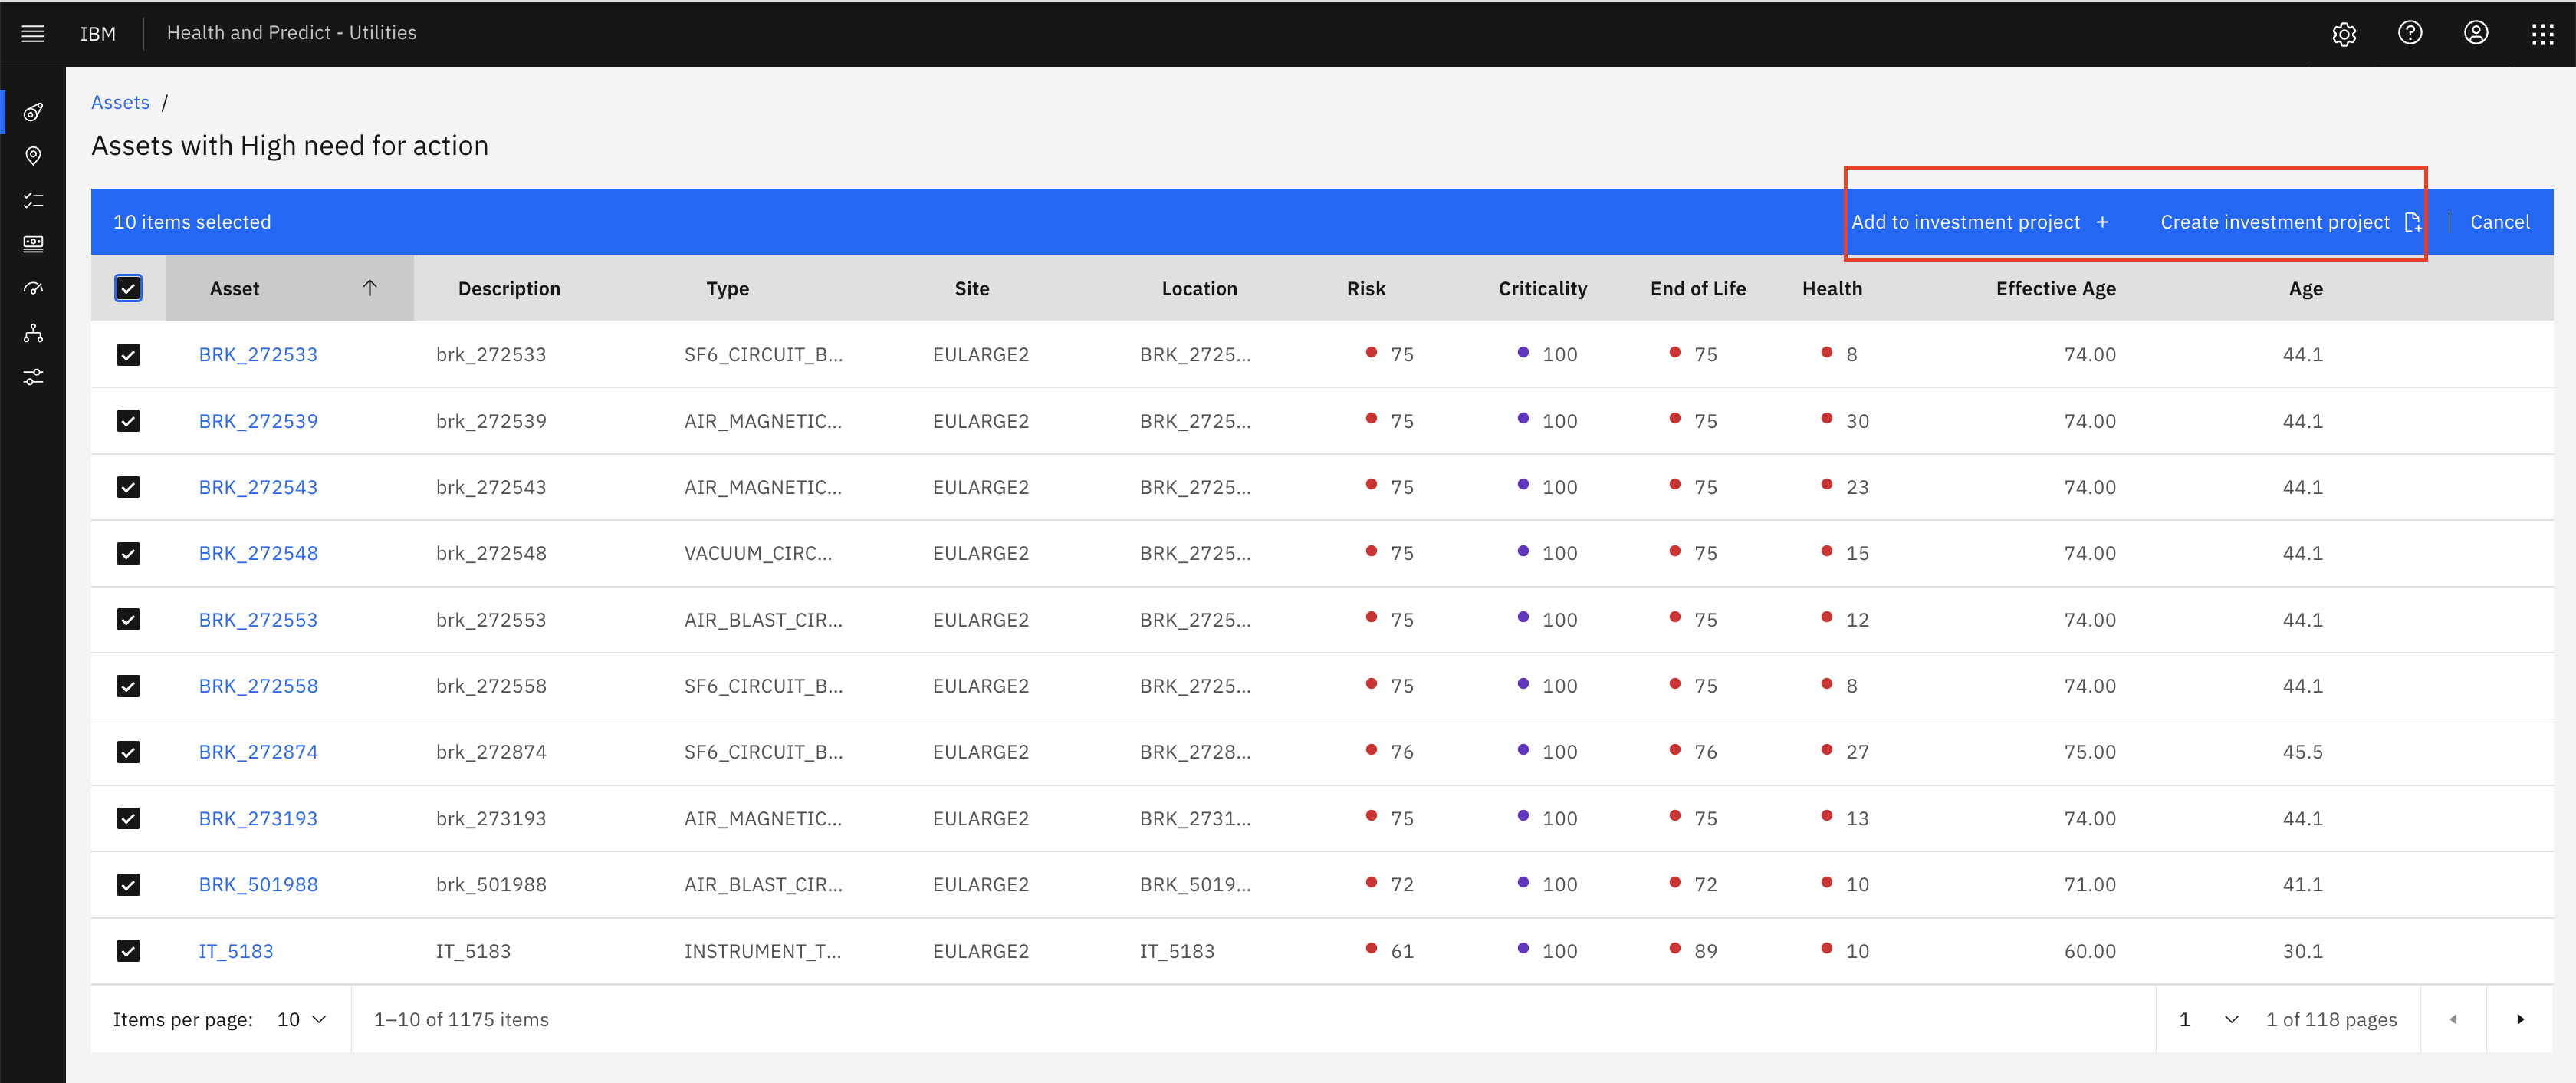 IBM Health and Predict - Utilities
Assets /
Assets with High need for action
10 items selected Add to investment project + Create investment project Cancel
Asset Description Type Site Location Risk Criticality End of Life Health Effective Age Age
BRK_272533 brk_272533 SF6_CIRCUIT_B... EULARGE2 BRK_2725... 75 100 75 8 74.00 44.1
BRK_272539 brk_272539 AIR_MAGNETIC... EULARGE2 BRK_2725... 75 100 75 30 74.00 44.1
BRK_272543 brk_272543 AIR_MAGNETIC... EULARGE2 BRK_2725... 75 100 75 23 74.00 44.1
BRK_272548 brk_272548 VACUUM_CIRC... EULARGE2 BRK_2725... 75 100 75 15 74.00 44.1
BRK_272553 brk_272553 AIR_BLAST_CIR... EULARGE2 BRK_2725... 75 100 75 12 74.00 44.1
BRK_272558 brk_272558 SF6_CIRCUIT_B... EULARGE2 BRK_2725... 75 100 75 8 74.00 44.1
BRK_272874 brk_272874 SF6_CIRCUIT_B... EULARGE2 BRK_2728... 76 100 76 27 75.00 45.5
BRK_273193 brk_273193 AIR_MAGNETIC... EULARGE2 BRK_2731... 75 100 75 13 74.00 44.1
BRK_501988 brk_501988 AIR_BLAST_CIR... EULARGE2 BRK_5019... 72 100 72 10 71.00 41.1
IT_5183 IT_5183 INSTRUMENT_T... EULARGE2 IT_5183 61 100 89 10 60.00 30.1
Items per page: 10 1–10 of 1175 items 1 1 of 118 pages